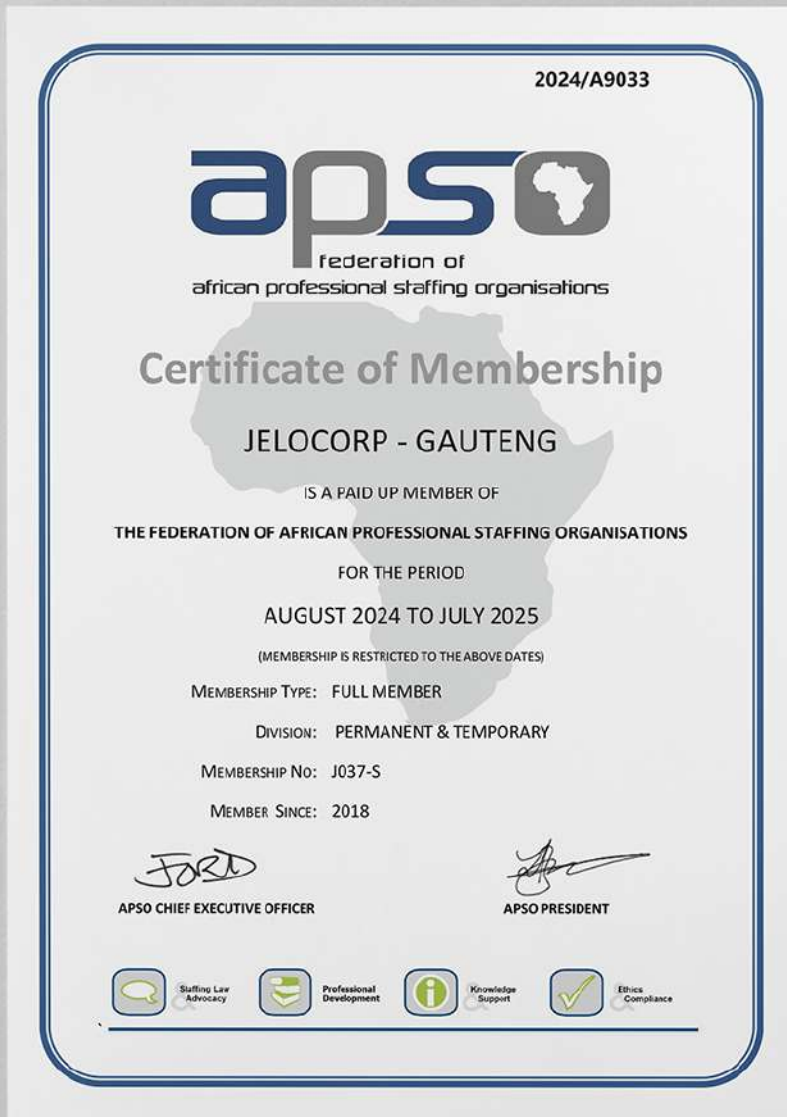 2024/A9033
apso
federation of
african professional staffing organisations
Certificate of Membership
JELOCORP - GAUTENG
IS A PAID UP MEMBER OF
THE FEDERATION OF AFRICAN PROFESSIONAL STAFFING ORGANISATIONS
FOR THE PERIOD
AUGUST 2024 TO JULY 2025
(MEMBERSHIP IS RESTRICTED TO THE ABOVE DATES)
MEMBERSHIP TYPE: FULL MEMBER
DIVISION: PERMANENT & TEMPORARY
MEMBERSHIP NO: J037-S
MEMBER SINCE: 2018
FORD
APSO CHIEF EXECUTIVE OFFICER
APSO PRESIDENT
Staffing Law
& Advocacy
Professional
Development
Knowledge
& Support
Ethics
& Compliance